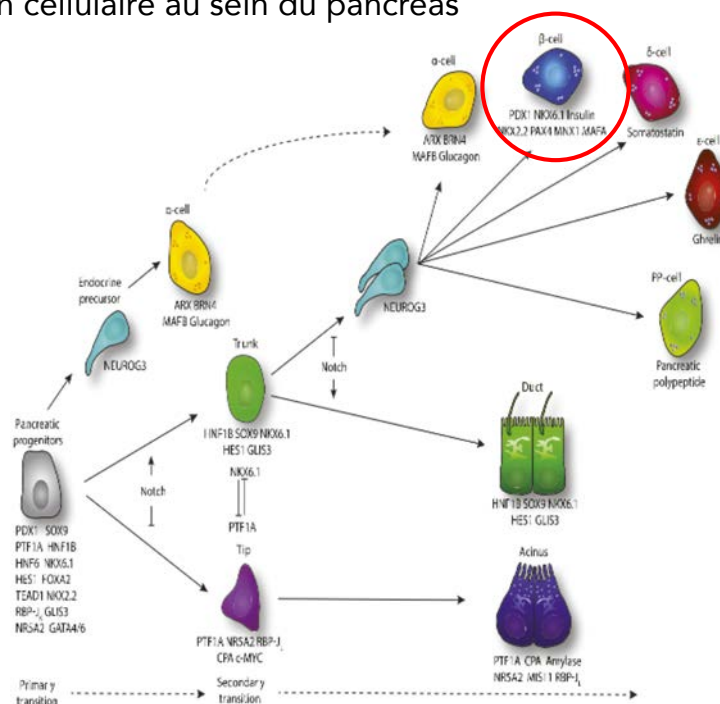 n cellulaire au sein du pancréas
β-cell
PDX1 NKX6.1 Insulin
NKX2.2 PAX4 MNX1 MAFA
α-cell
ARX BRN4
MAFB Glucagon
δ-cell
Somatostatin
ε-cell
Ghrelin
PP-cell
Pancreatic
polypeptide
α-cell
ARX BRN4
MAFB Glucagon
Endocrine
precursor
NEUROG3
NEUROG3
Trunk
HNF1B SOX9 NKX6.1
HES1 GLIS3
Notch
Duct
HNF1B SOX9 NKX6.1
HES1 GLIS3
Pancreatic
progenitors
PDX1 SOX9
PTF1A HNF1B
HNF6 NKX6.1
HES1 FOXA2
TEAD1 NKX2.2
RBP-J, GLIS3
NR5A2 GATA4/6
Notch
NKX6.1
PTF1A
Tip
PTF1A NR5A2 RBP-J,
CPA c-MYC
Acinus
PTF1A CPA Amylase
NR5A2 MIST1 RBP-J,
Primary
transition
Secondary
transition